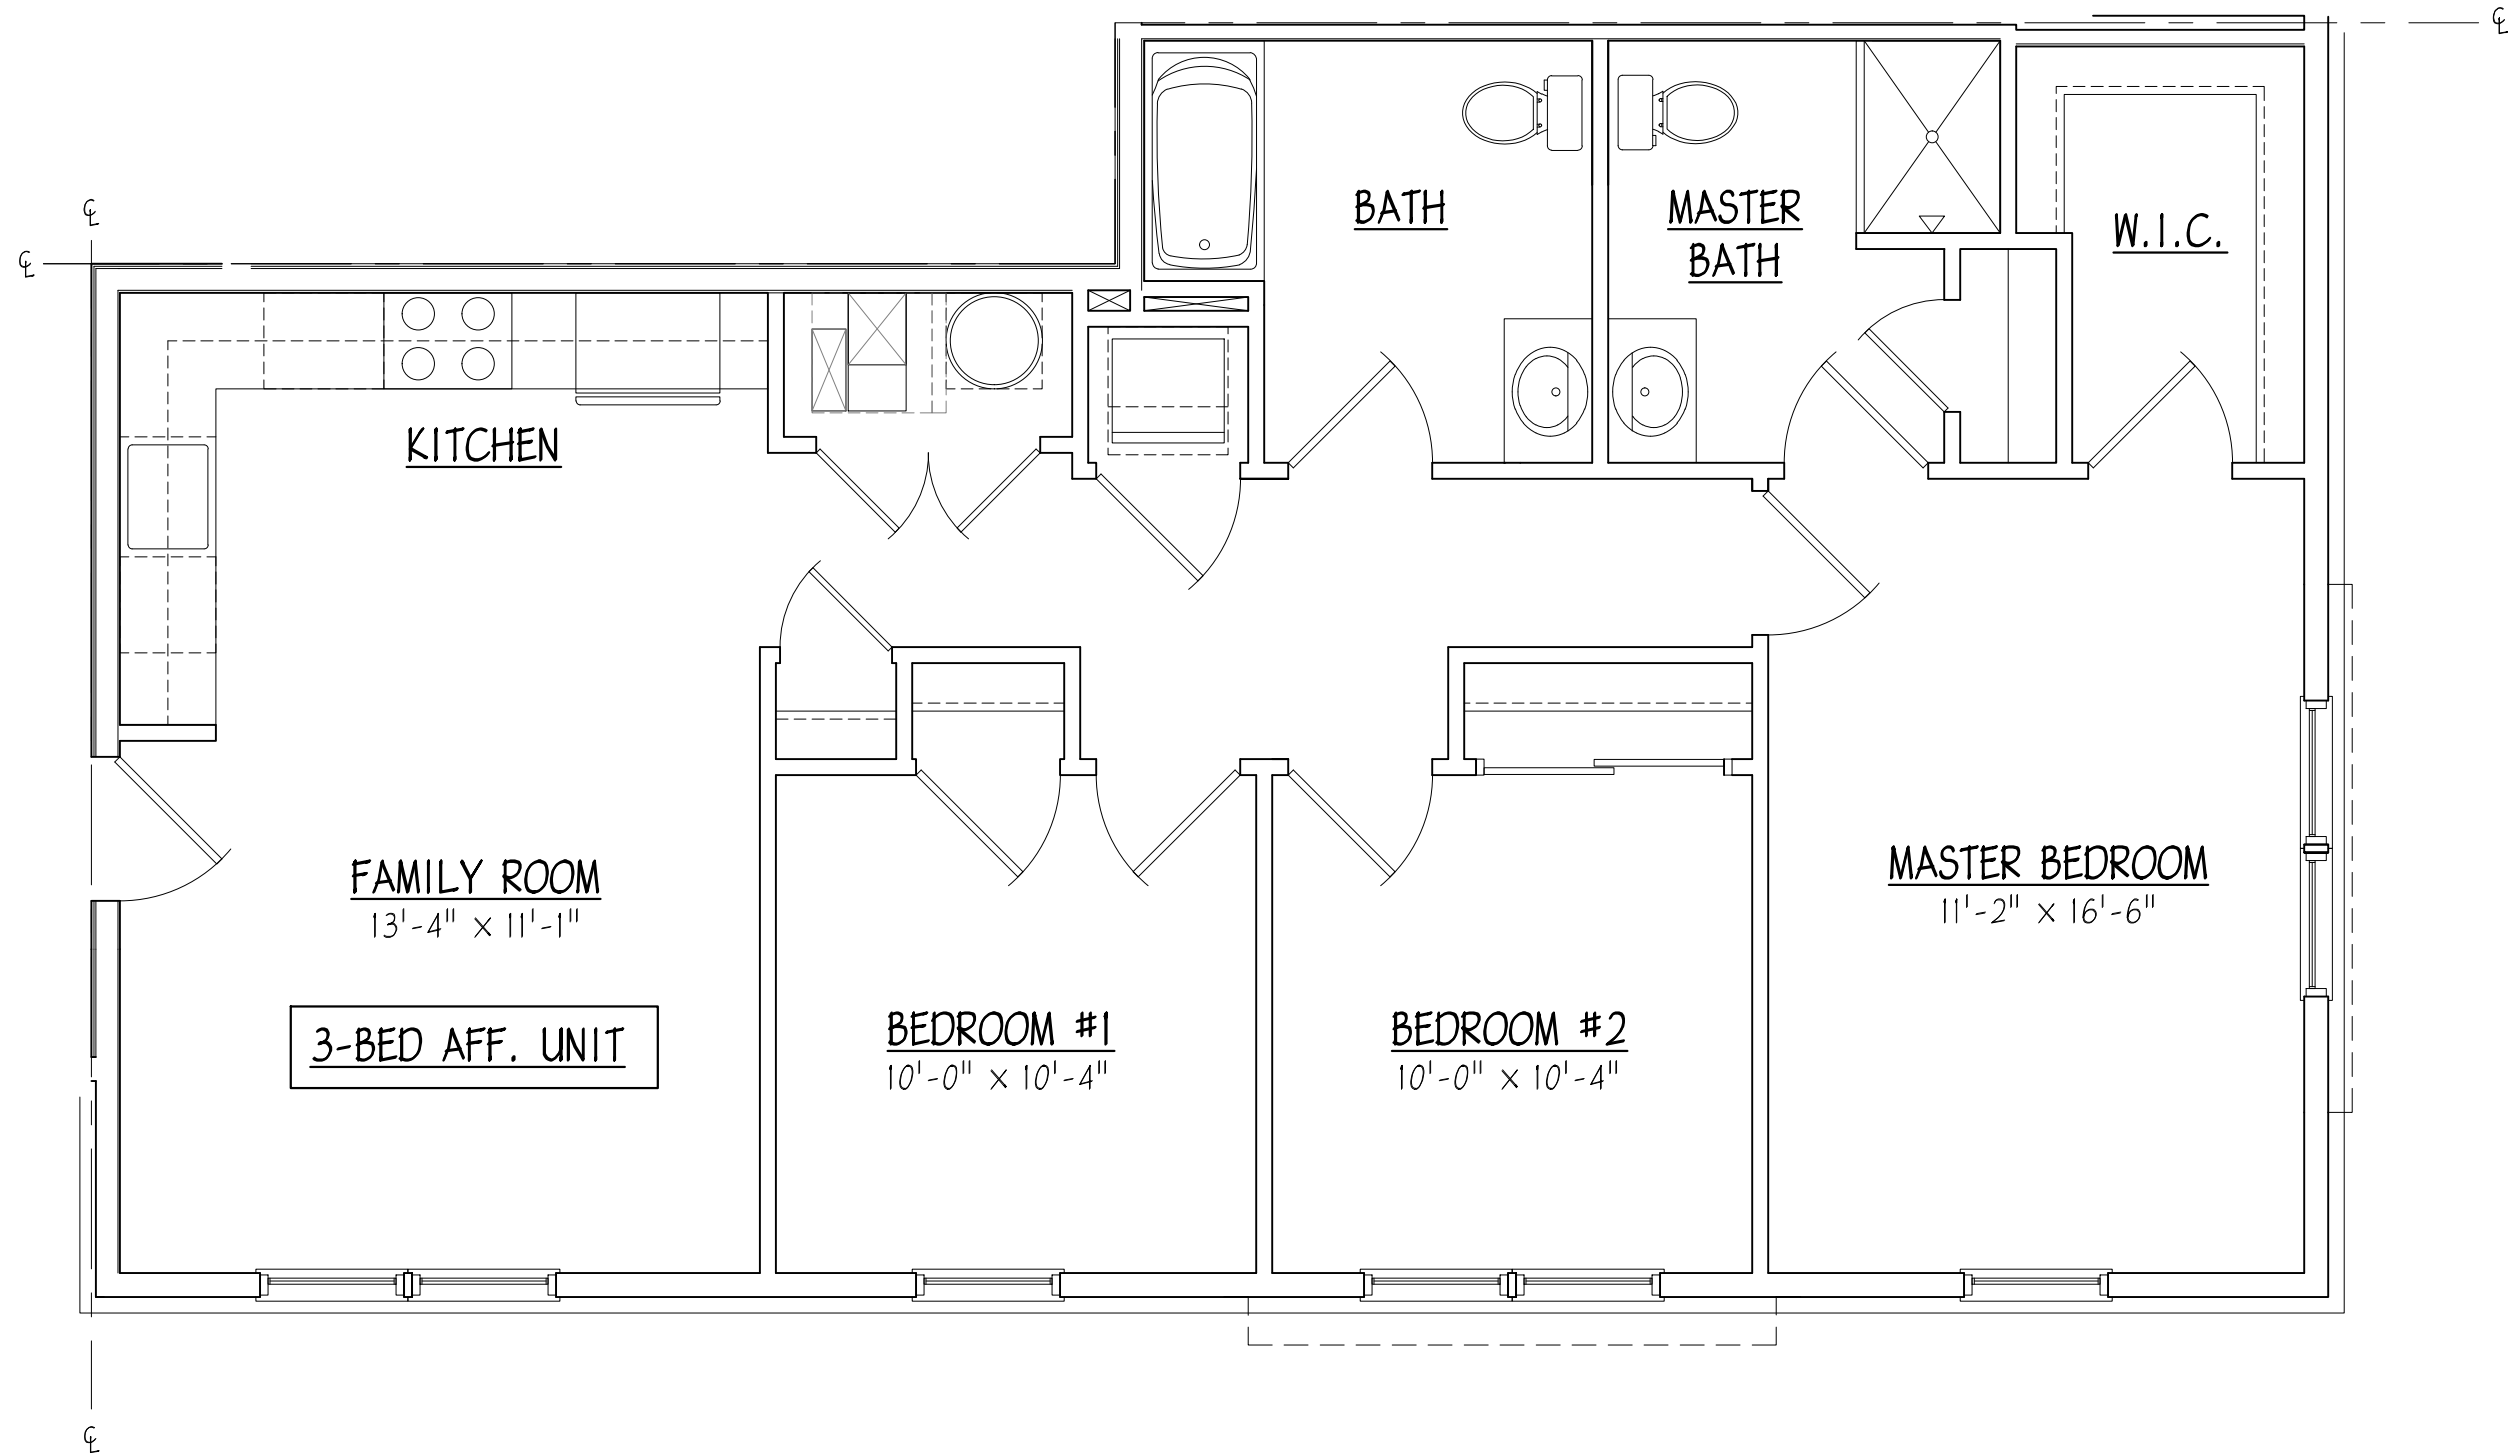 ℄
℄
℄
BATH
MASTER
BATH
W.I.C.
KITCHEN
FAMILY ROOM
13'-4" x 11'-1"
MASTER BEDROOM
11'-2" x 16'-6"
3-BED AFF. UNIT
BEDROOM #1
10'-0" x 10'-4"
BEDROOM #2
10'-0" x 10'-4"
℄